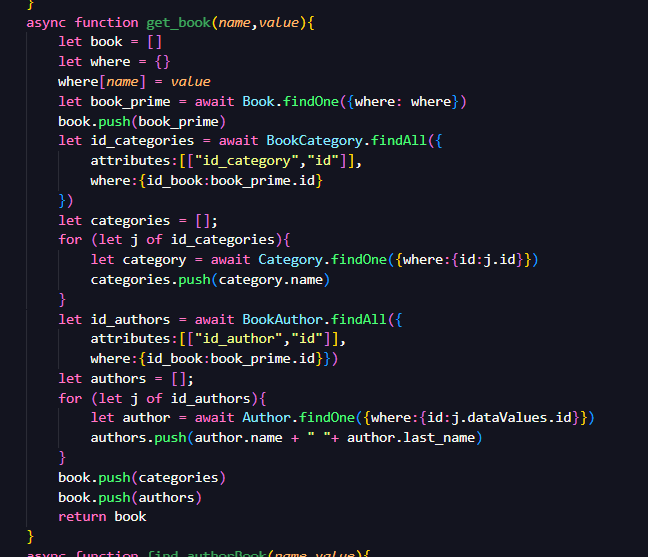 }
async function get_book(name,value){
    let book = []
    let where = {}
    where[name] = value
    let book_prime = await Book.findOne({where: where})
    book.push(book_prime)
    let id_categories = await BookCategory.findAll({
        attributes:[["id_category","id"]],
        where:{id_book:book_prime.id}
    })
    let categories = [];
    for (let j of id_categories){
        let category = await Category.findOne({where:{id:j.id}})
        categories.push(category.name)
    }
    let id_authors = await BookAuthor.findAll({
        attributes:[["id_author","id"]],
        where:{id_book:book_prime.id}})
    let authors = [];
    for (let j of id_authors){
        let author = await Author.findOne({where:{id:j.dataValues.id}})
        authors.push(author.name + " "+ author.last_name)
    }
    book.push(categories)
    book.push(authors)
    return book
}
async function find_authorBook(name,value){